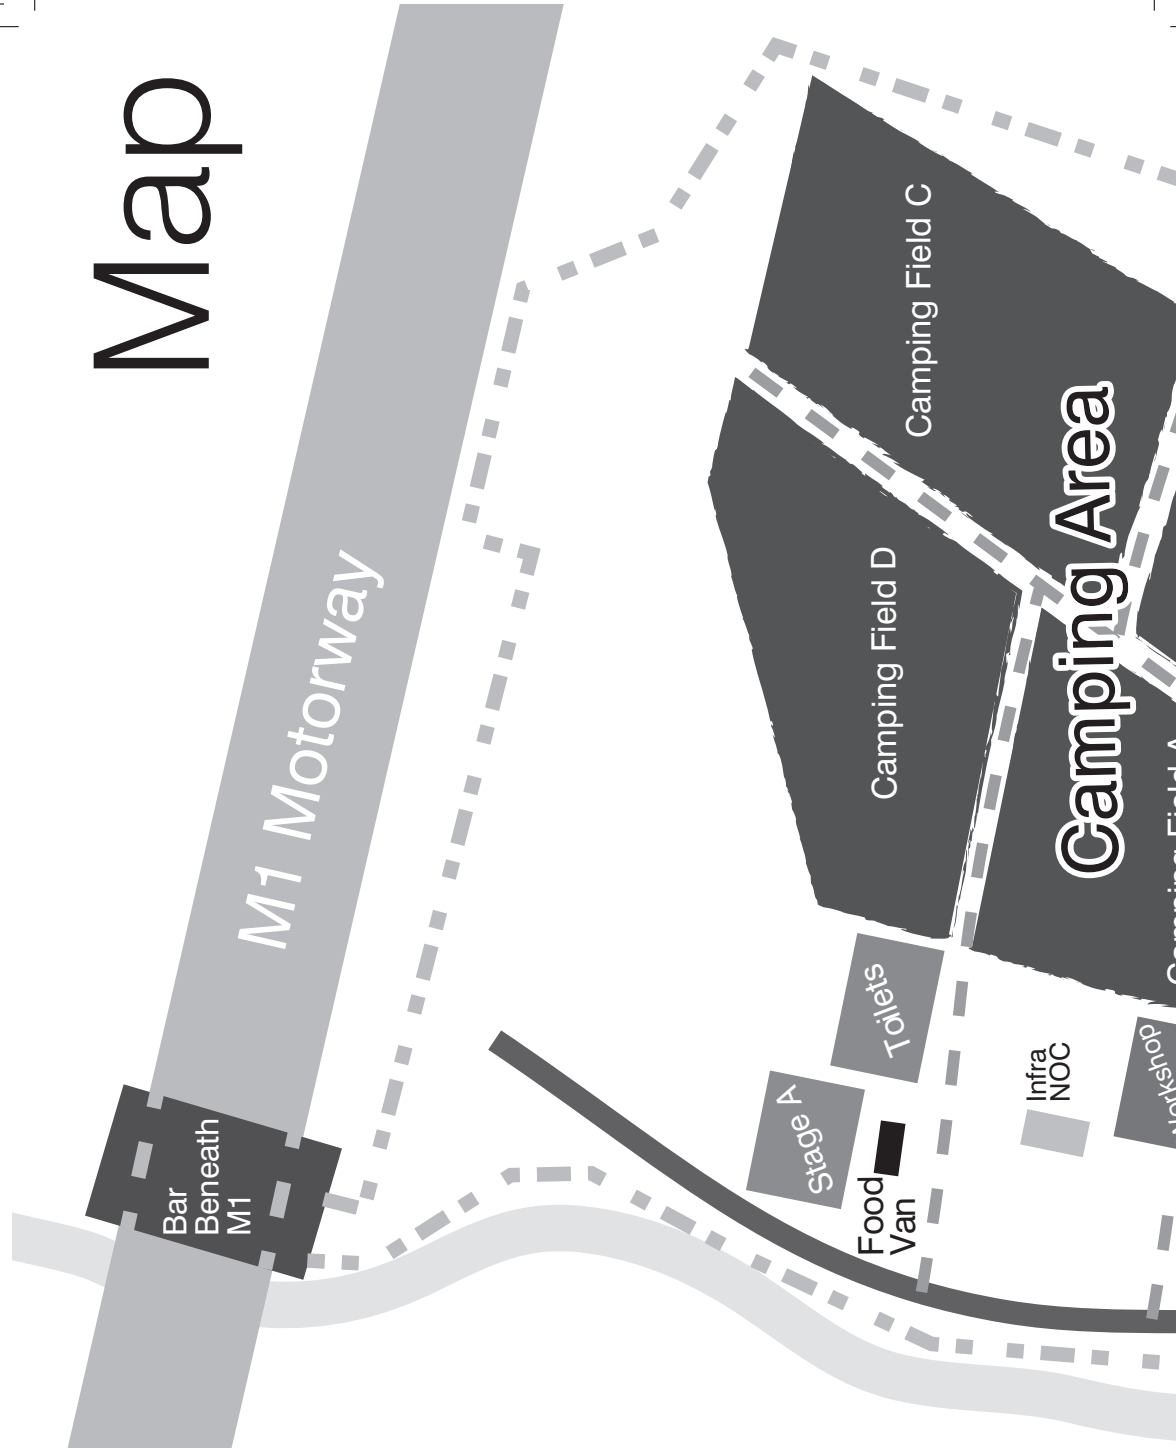 Map
M1 Motorway
Bar
Beneath
M1
Camping Field C
Camping Field D
Camping Area
Toilets
Stage A
Food
Van
Infra
NOC